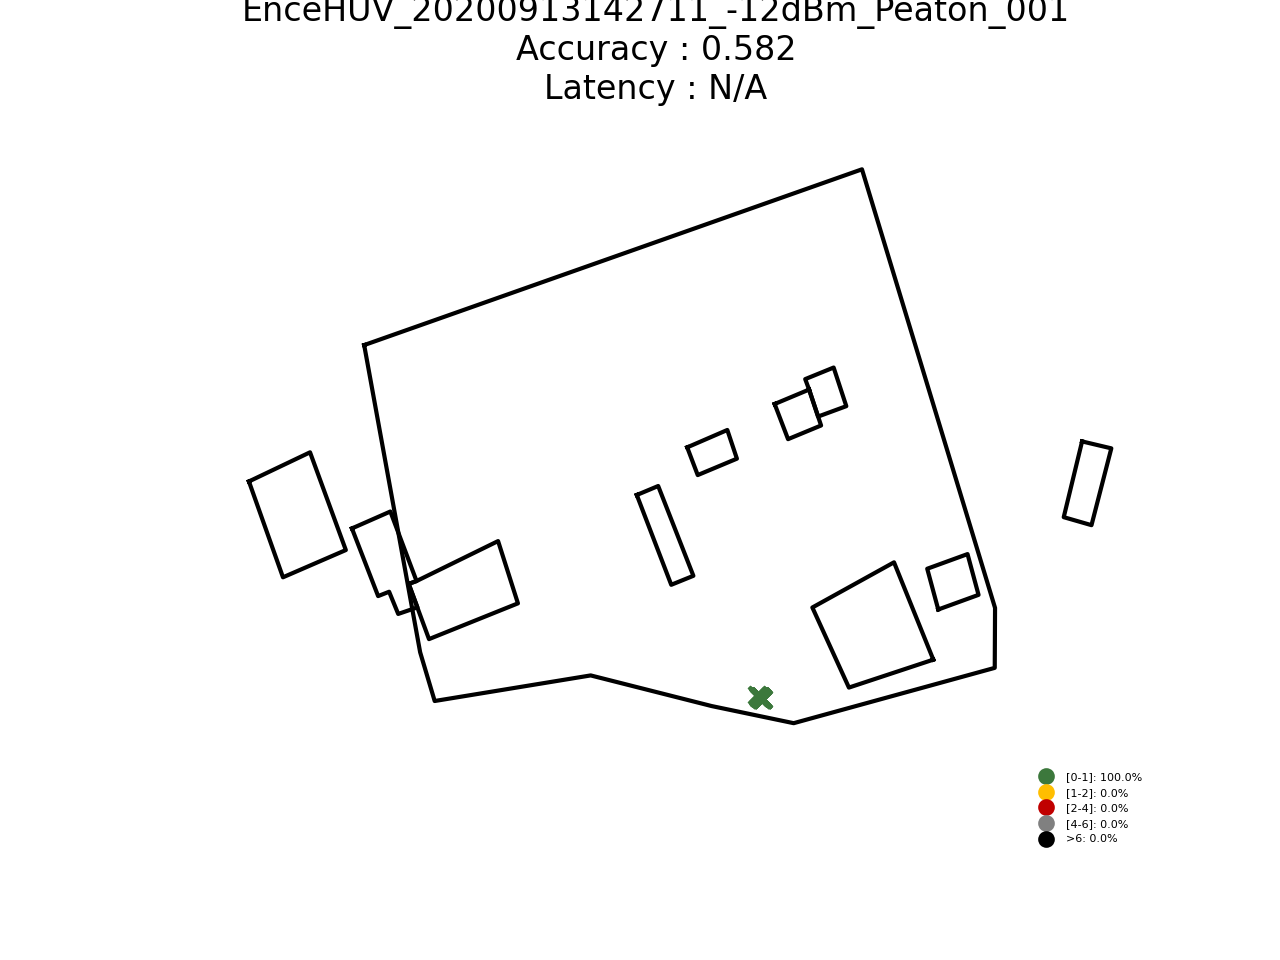 EnceHUV_20200913142711_-12dBm_Peaton_001
Accuracy : 0.582
Latency : N/A
[0-1]: 100.0%
[1-2]: 0.0%
[2-4]: 0.0%
[4-6]: 0.0%
>6: 0.0%